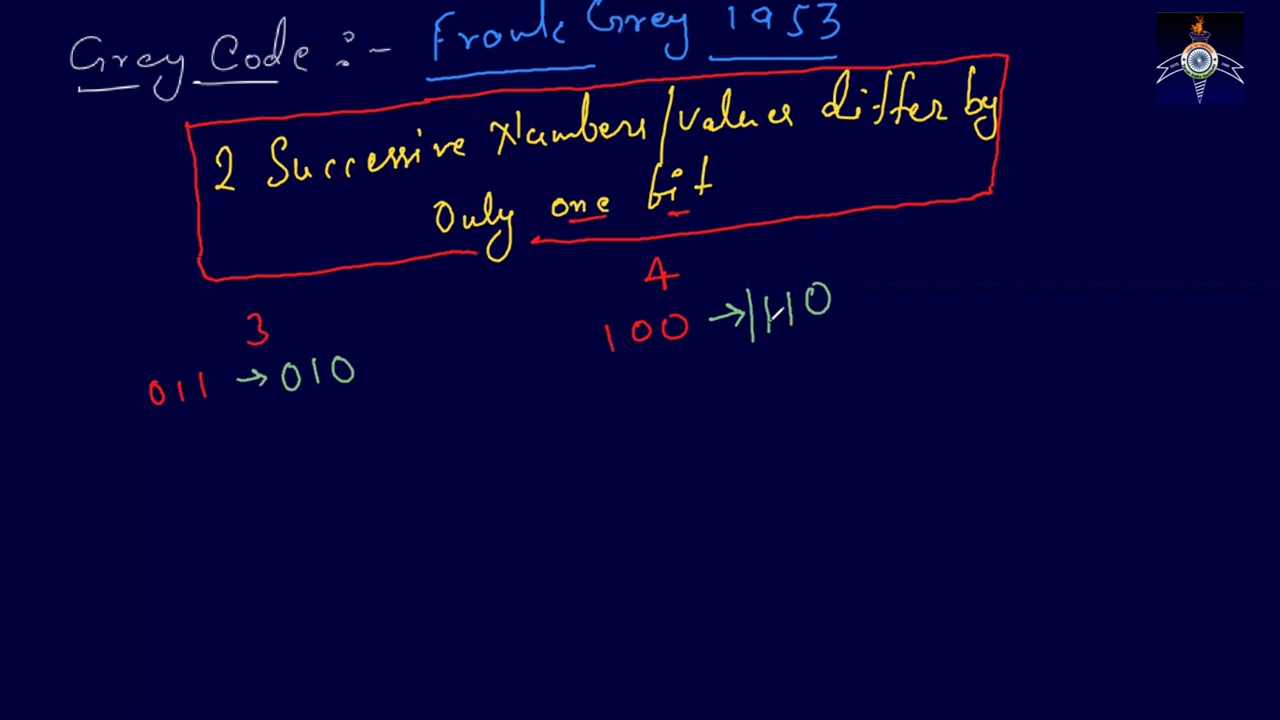 Grey Code :- Frank Grey 1953
2 Successive Numbers/values differ by
Only one bit
3
011 → 010
4
100 → 110